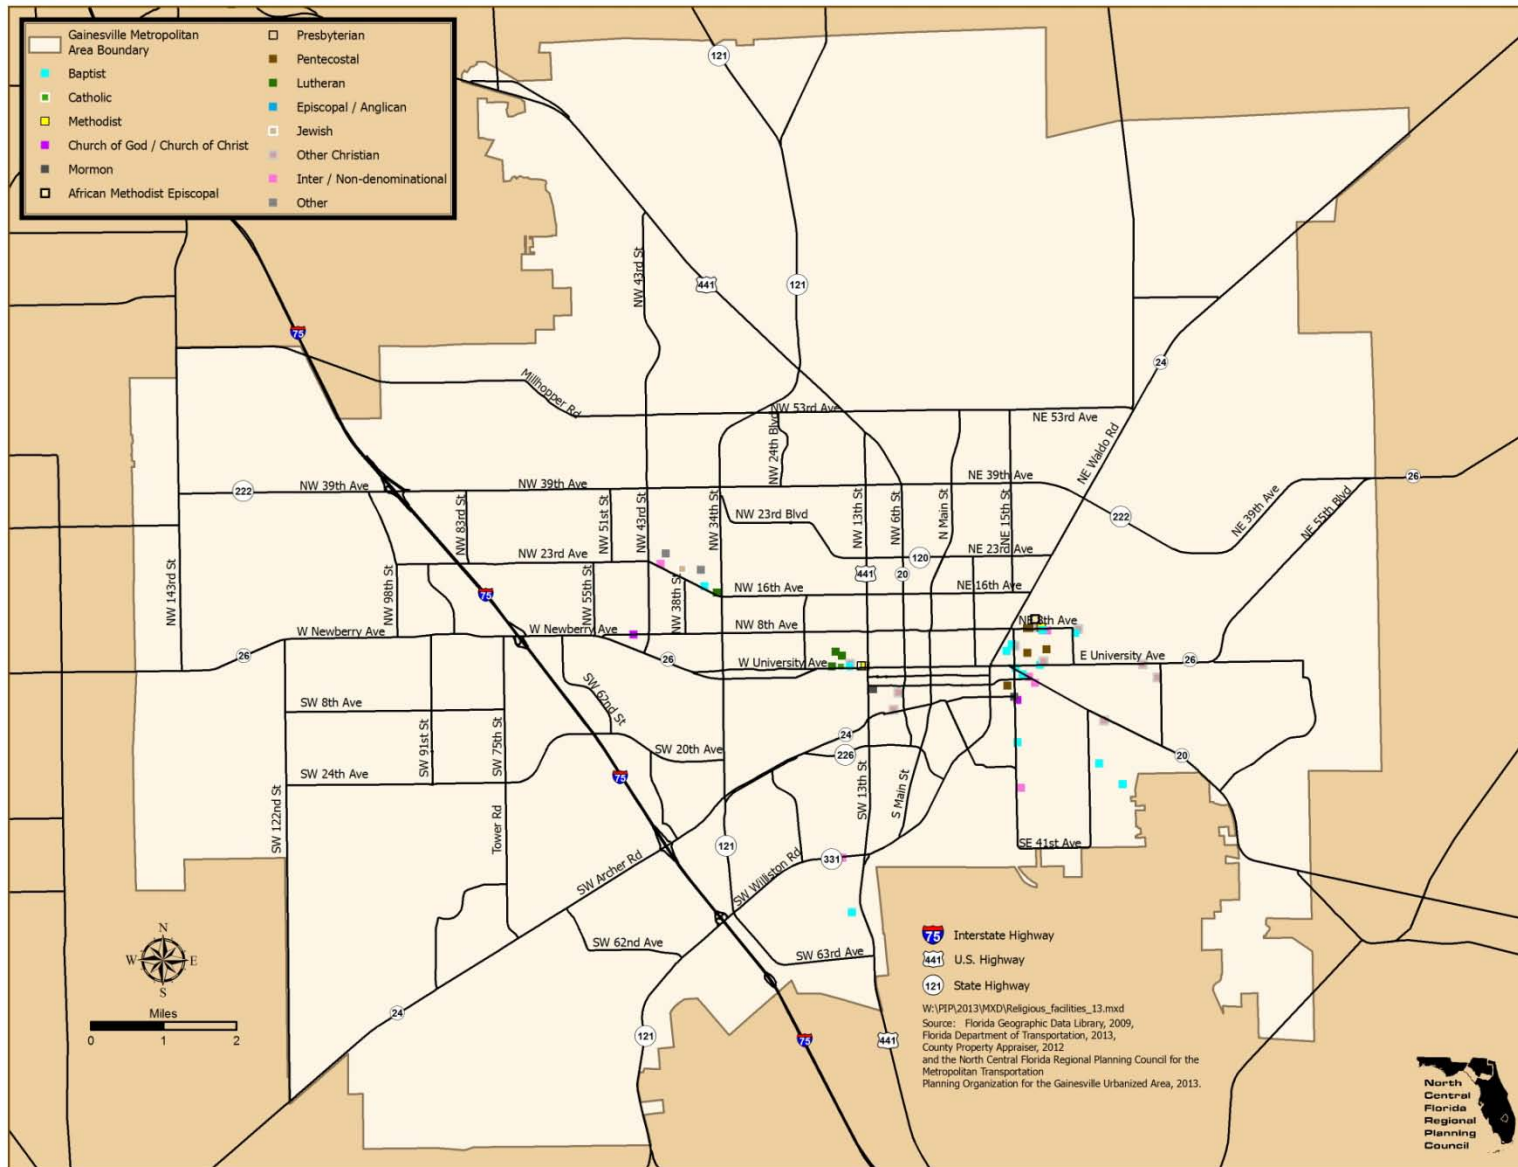 Gainesville Metropolitan
Area Boundary
Baptist
Catholic
Methodist
Church of God / Church of Christ
Mormon
African Methodist Episcopal
Presbyterian
Pentecostal
Lutheran
Episcopal / Anglican
Jewish
Other Christian
Inter / Non-denominational
Other
121
NW 43rd St
441
121
75
24
Millhopper Rd
NW 53rd Ave
NE 53rd Ave
NW 24th Blvd
NE Waldo Rd
222
NW 39th Ave
NW 39th Ave
NE 39th Ave
26
NW 83rd St
NW 51st St
NW 43rd St
NW 34th St
NW 23rd Blvd
NW 13th St
NW 6th St
N Main St
NE 15th St
222
NE 39th Ave
NE 55th Blvd
NW 143rd St
NW 98th St
NW 23rd Ave
120
NE 23rd Ave
75
NW 55th St
NW 38th St
441
20
NW 16th Ave
NE 16th Ave
W Newberry Ave
W Newberry Ave
NW 8th Ave
NE 8th Ave
26
26
W University Ave
E University Ave
26
SW 62nd St
SW 8th Ave
SW 91st St
SW 75th St
24
SW 20th Ave
226
20
SW 24th Ave
75
SW 122nd St
Tower Rd
SW 13th St
S Main St
121
SW Archer Rd
SW Williston Rd
331
SE 41st Ave
SW 62nd Ave
SW 63rd Ave
24
121
75
441
N
W
E
S
Miles
0
1
2
75
Interstate Highway
441
U.S. Highway
121
State Highway
W:\PIP\2013\MXD\Religious_facilities_13.mxd
Source: Florida Geographic Data Library, 2009,
Florida Department of Transportation, 2013,
County Property Appraiser, 2012
and the North Central Florida Regional Planning Council for the
Metropolitan Transportation
Planning Organization for the Gainesville Urbanized Area, 2013.
North
Central
Florida
Regional
Planning
Council